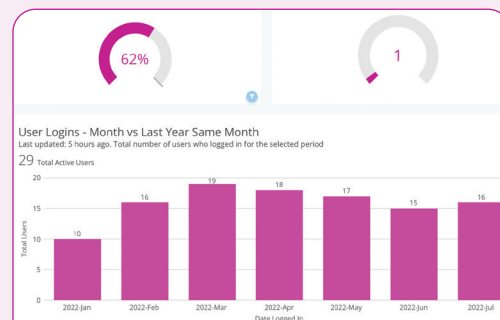 62%
1
User Logins - Month vs Last Year Same Month
Last updated: 5 hours ago. Total number of users who logged in for the selected period
29 Total Active Users
Total Users
20
15
10
5
0
10
16
19
18
17
15
16
2022-Jan
2022-Feb
2022-Mar
2022-Apr
2022-May
2022-Jun
2022-Jul
Date Logged In